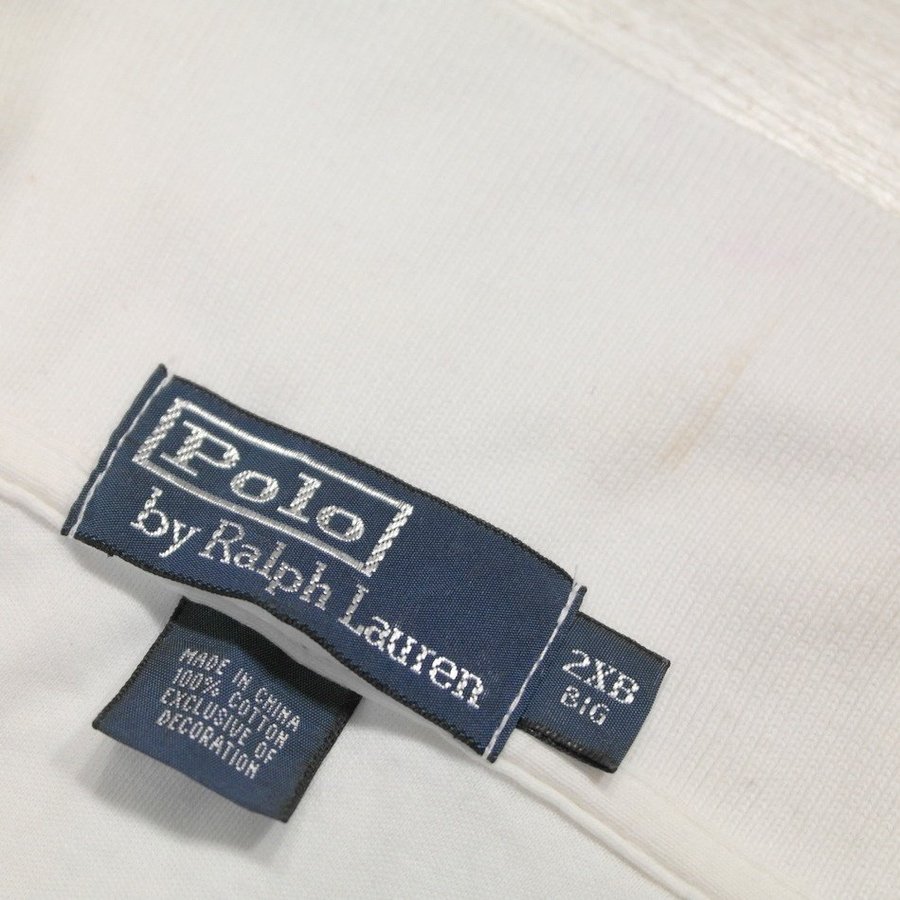 Polo
by Ralph Lauren
2XB
BIG
MADE IN CHINA
100% COTTON
EXCLUSIVE OF
DECORATION